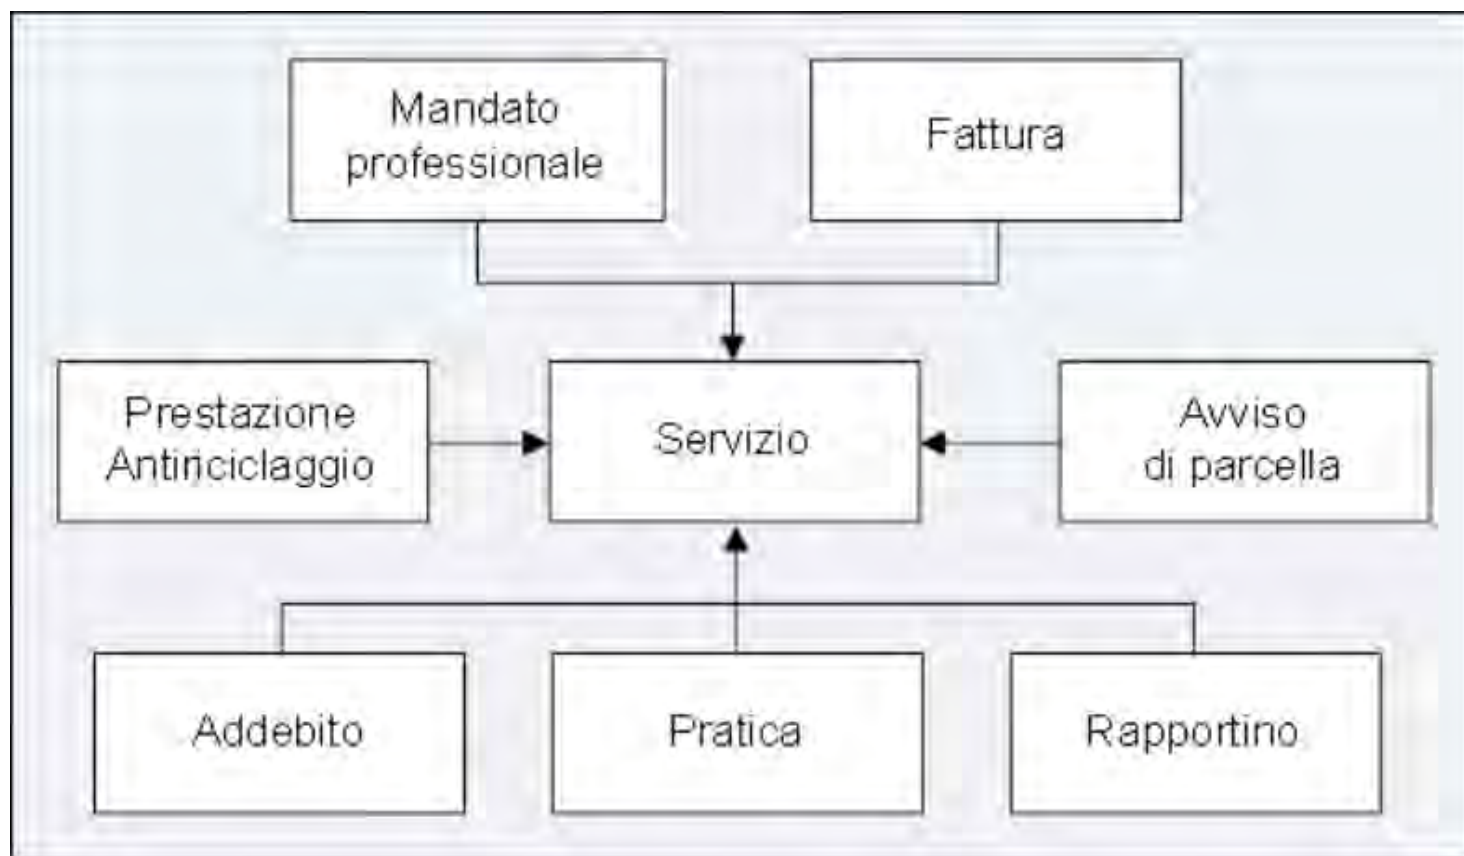 Mandato
professionale
Fattura
Prestazione
Antiriciclaggio
Servizio
Avviso
di parcella
Addebito
Pratica
Rapportino